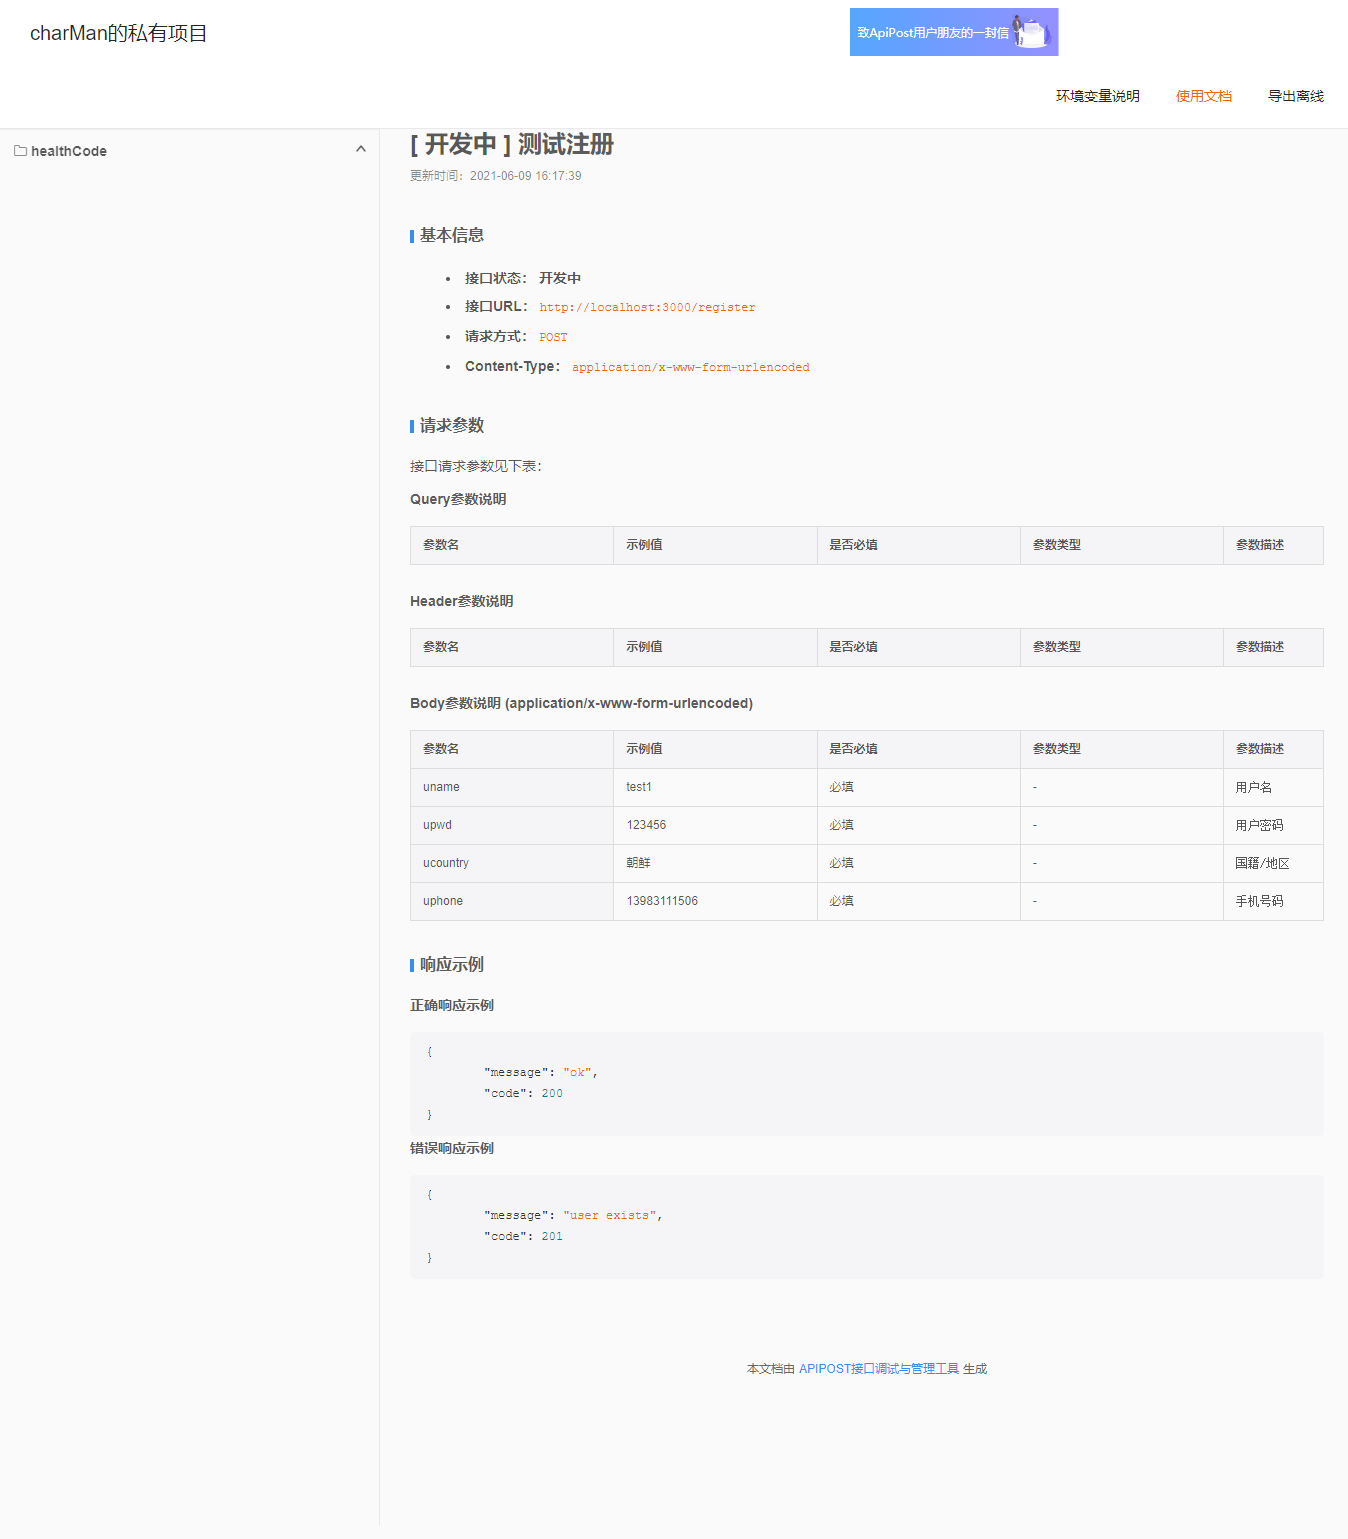 charMan的私有项目
致ApiPost用户朋友的一封信
环境变量说明 使用文档 导出离线
healthCode
[ 开发中 ] 测试注册
更新时间：2021-06-09 16:17:39
基本信息
• 接口状态： 开发中
• 接口URL： http://localhost:3000/register
• 请求方式： POST
• Content-Type： application/x-www-form-urlencoded
请求参数
接口请求参数见下表：
Query参数说明
参数名 示例值 是否必填 参数类型 参数描述
Header参数说明
参数名 示例值 是否必填 参数类型 参数描述
Body参数说明 (application/x-www-form-urlencoded)
参数名 示例值 是否必填 参数类型 参数描述
uname test1 必填 - 用户名
upwd 123456 必填 - 用户密码
ucountry 朝鲜 必填 - 国籍/地区
uphone 13983111506 必填 - 手机号码
响应示例
正确响应示例
{
"message": "ok",
"code": 200
}
错误响应示例
{
"message": "user exists",
"code": 201
}
本文档由 APIPOST接口调试与管理工具 生成